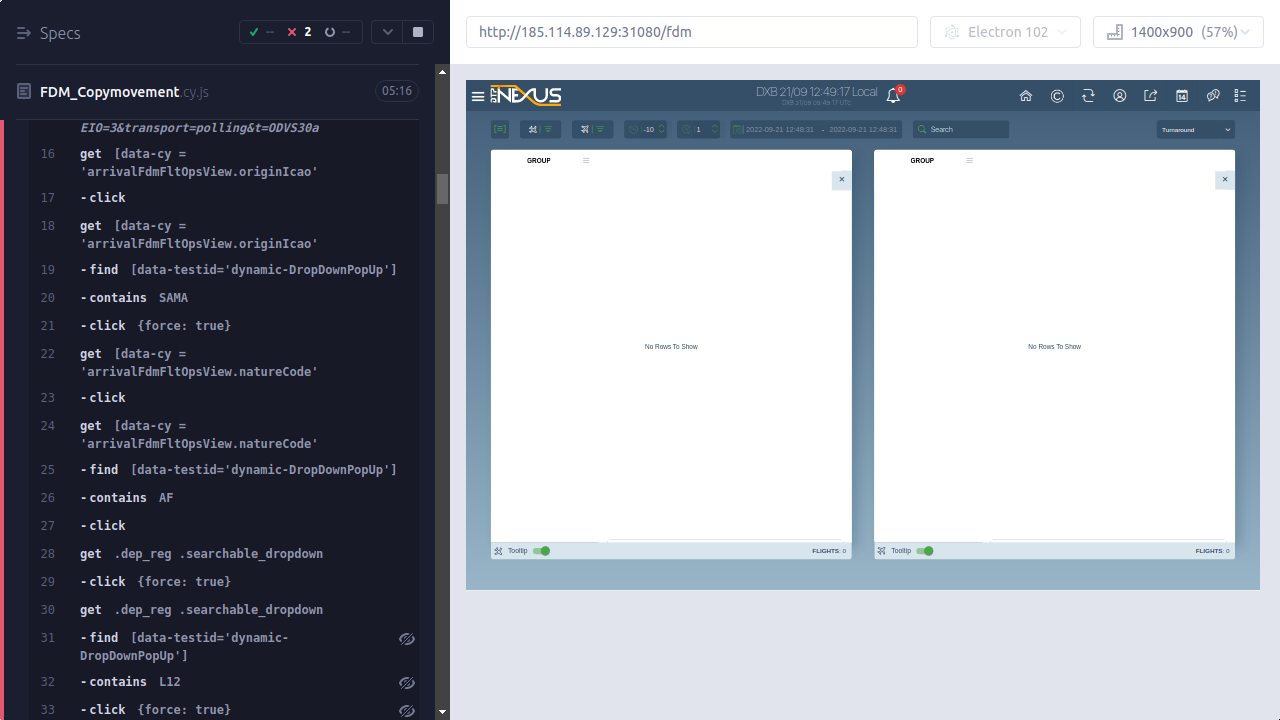 Specs
--
2
--
FDM_Copymovement.cy.js
05:16
EIO=3&transport=polling&t=ODVS30a
16 get [data-cy =
'arrivalFdmFltOpsView.originIcao'
17 -click
18 get [data-cy =
'arrivalFdmFltOpsView.originIcao'
19 -find [data-testid='dynamic-DropDownPopUp']
20 -contains SAMA
21 -click {force: true}
22 get [data-cy =
'arrivalFdmFltOpsView.natureCode'
23 -click
24 get [data-cy =
'arrivalFdmFltOpsView.natureCode'
25 -find [data-testid='dynamic-DropDownPopUp']
26 -contains AF
27 -click
28 get .dep_reg .searchable_dropdown
29 -click {force: true}
30 get .dep_reg .searchable_dropdown
31 -find [data-testid='dynamic-
DropDownPopUp']
32 -contains L12
33 -click {force: true}
http://185.114.89.129:31080/fdm
Electron 102
1400x900 (57%)
NEXUS
DXB 21/09 12:49:17 Local
DXB 21/09 09:49:17 UTC
0
14
-10
1
2022-09-21 12:48:31 - 2023-09-21 12:48:31
Search
Turnaround
GROUP
×
No Rows To Show
Tooltip
FLIGHTS: 0
GROUP
×
No Rows To Show
Tooltip
FLIGHTS: 0